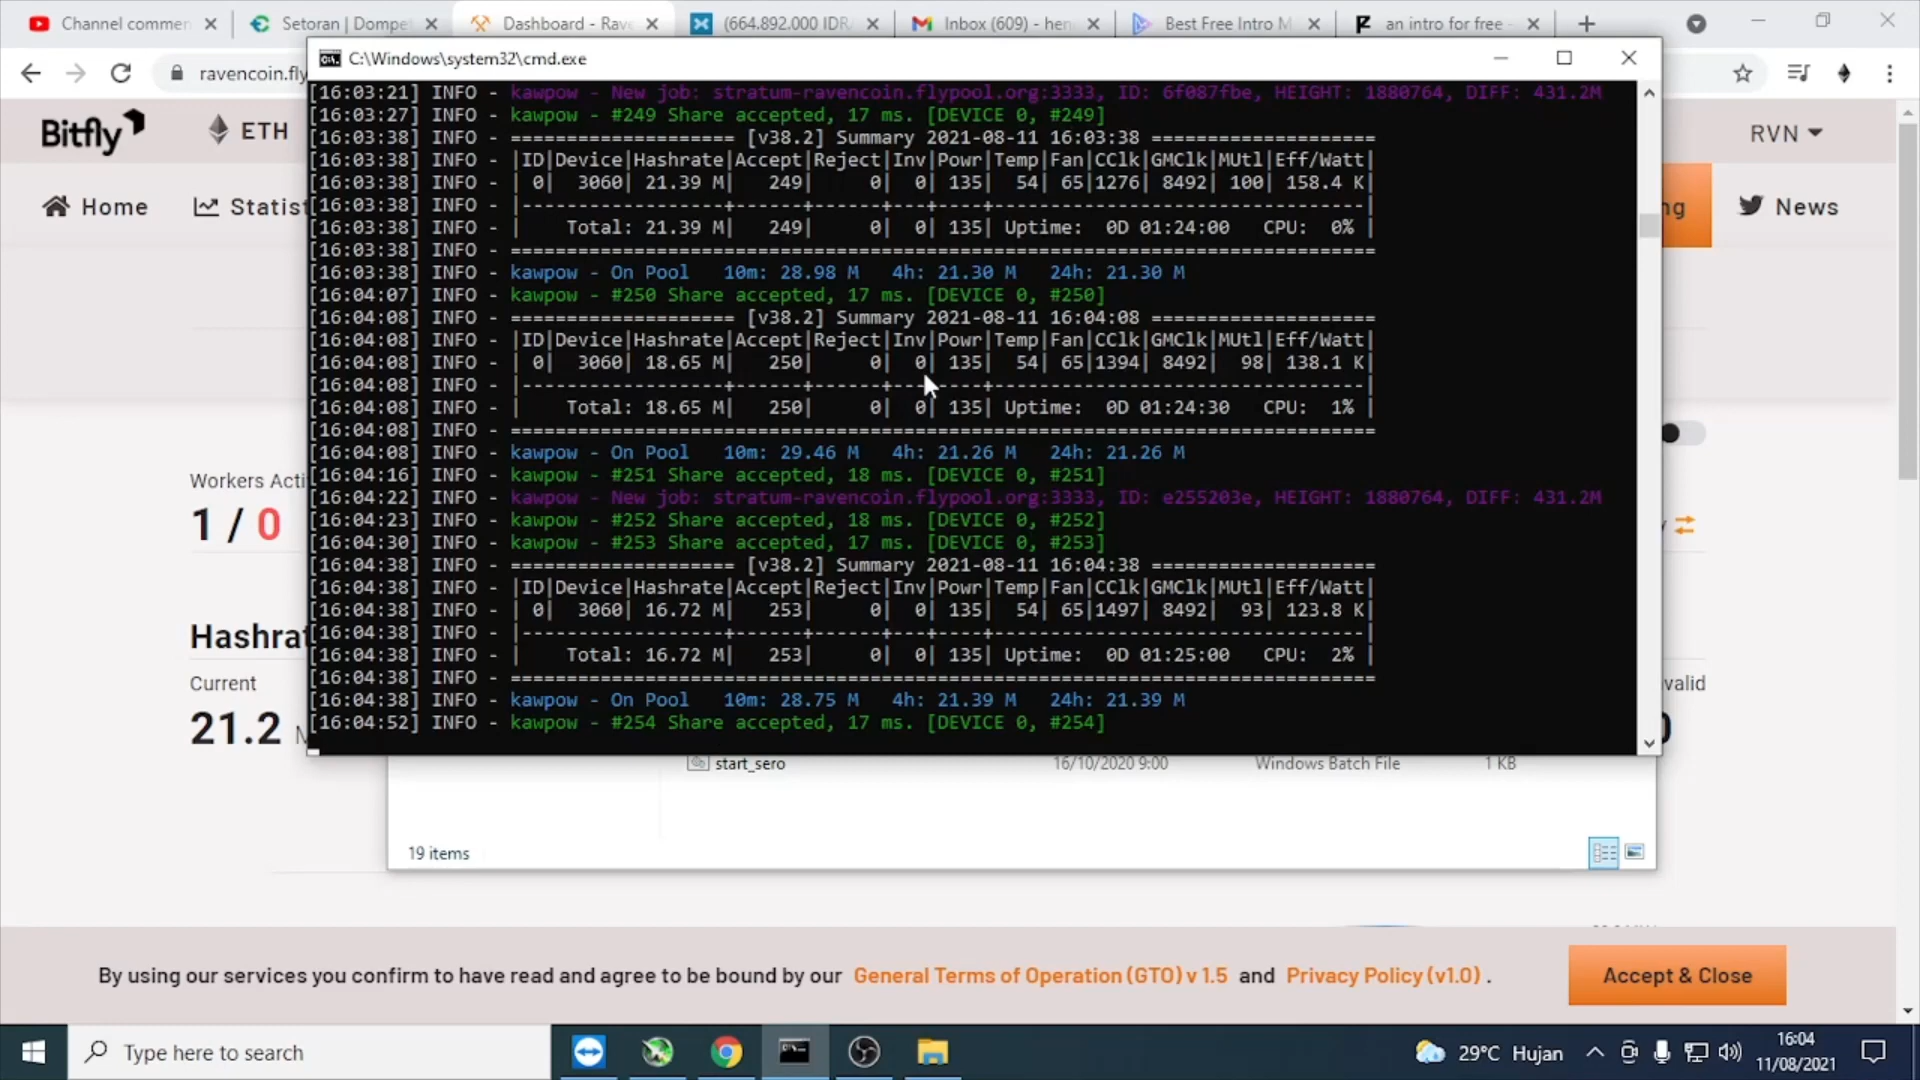 Channel commen
Setoran | Dompe
Dashboard - Rave
(664.892.000 IDR
Inbox (609) - hen
Best Free Intro M
an intro for free -
ravencoin.fly
C:\Windows\system32\cmd.exe
Bitfly
ETH
RVN
Home
Statist
ng
News
[16:03:21] INFO - kawpow - New job: stratum-ravencoin.flypool.org:3333, ID: 6f087fbe, HEIGHT: 1880764, DIFF: 431.2M
[16:03:27] INFO - kawpow - #249 Share accepted, 17 ms. [DEVICE 0, #249]
[16:03:38] INFO - ==================== [v38.2] Summary 2021-08-11 16:03:38 ====================
[16:03:38] INFO - |ID|Device|Hashrate|Accept|Reject|Inv|Powr|Temp|Fan|CClk|GMClk|MUtl|Eff/Watt|
[16:03:38] INFO - | 0|  3060| 21.39 M|   249|     0|  0| 135|  54| 65|1276| 8492| 100| 158.4 K|
[16:03:38] INFO - |-------------------+------+------+---+----+--------------------------------|
[16:03:38] INFO - |    Total: 21.39 M|   249|     0|  0| 135| Uptime:  0D 01:24:00   CPU:  0% |
[16:03:38] INFO - =============================================================================
[16:03:38] INFO - kawpow - On Pool   10m: 28.98 M   4h: 21.30 M   24h: 21.30 M
[16:04:07] INFO - kawpow - #250 Share accepted, 17 ms. [DEVICE 0, #250]
[16:04:08] INFO - ==================== [v38.2] Summary 2021-08-11 16:04:08 ====================
[16:04:08] INFO - |ID|Device|Hashrate|Accept|Reject|Inv|Powr|Temp|Fan|CClk|GMClk|MUtl|Eff/Watt|
[16:04:08] INFO - | 0|  3060| 18.65 M|   250|     0|  0| 135|  54| 65|1394| 8492|  98| 138.1 K|
[16:04:08] INFO - |-------------------+------+------+---+----+--------------------------------|
[16:04:08] INFO - |    Total: 18.65 M|   250|     0|  0| 135| Uptime:  0D 01:24:30   CPU:  1% |
[16:04:08] INFO - =============================================================================
[16:04:08] INFO - kawpow - On Pool   10m: 29.46 M   4h: 21.26 M   24h: 21.26 M
[16:04:16] INFO - kawpow - #251 Share accepted, 18 ms. [DEVICE 0, #251]
[16:04:22] INFO - kawpow - New job: stratum-ravencoin.flypool.org:3333, ID: e255203e, HEIGHT: 1880764, DIFF: 431.2M
[16:04:23] INFO - kawpow - #252 Share accepted, 18 ms. [DEVICE 0, #252]
[16:04:30] INFO - kawpow - #253 Share accepted, 17 ms. [DEVICE 0, #253]
[16:04:38] INFO - ==================== [v38.2] Summary 2021-08-11 16:04:38 ====================
[16:04:38] INFO - |ID|Device|Hashrate|Accept|Reject|Inv|Powr|Temp|Fan|CClk|GMClk|MUtl|Eff/Watt|
[16:04:38] INFO - | 0|  3060| 16.72 M|   253|     0|  0| 135|  54| 65|1497| 8492|  93| 123.8 K|
[16:04:38] INFO - |-------------------+------+------+---+----+--------------------------------|
[16:04:38] INFO - |    Total: 16.72 M|   253|     0|  0| 135| Uptime:  0D 01:25:00   CPU:  2% |
[16:04:38] INFO - =============================================================================
[16:04:38] INFO - kawpow - On Pool   10m: 28.75 M   4h: 21.39 M   24h: 21.39 M
[16:04:52] INFO - kawpow - #254 Share accepted, 17 ms. [DEVICE 0, #254]
Workers Acti
1 / 0
Hashrat
Current
valid
21.2 M
start_sero
16/10/2020 9:00
Windows Batch File
1 KB
19 items
By using our services you confirm to have read and agree to be bound by our General Terms of Operation (GTO) v 1.5 and Privacy Policy (v1.0) .
Accept & Close
Type here to search
29°C Hujan
16:04
11/08/2021